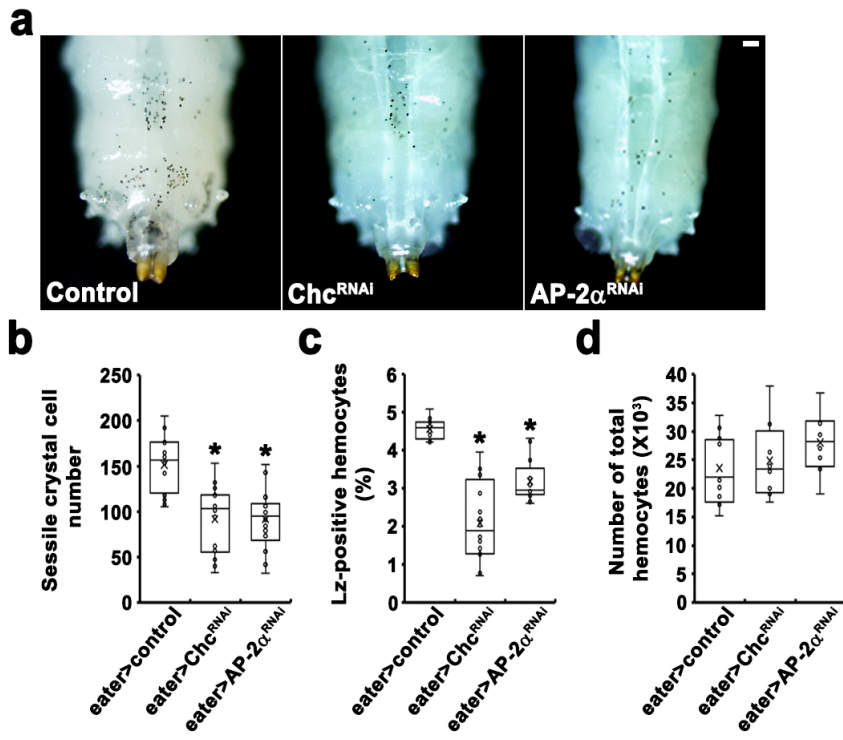 a
Control
Chc^RNAi
AP-2α^RNAi
b
Sessile crystal cell
number
250
200
150
100
50
0
*
*
eater>control
eater>Chc^RNAi
eater>AP-2α^RNAi
c
Lz-positive hemocytes
(%)
6
5
4
3
2
1
0
*
*
eater>control
eater>Chc^RNAi
eater>AP-2α^RNAi
d
Number of total
hemocytes (X10³)
40
35
30
25
20
15
10
5
0
eater>control
eater>Chc^RNAi
eater>AP-2α^RNAi